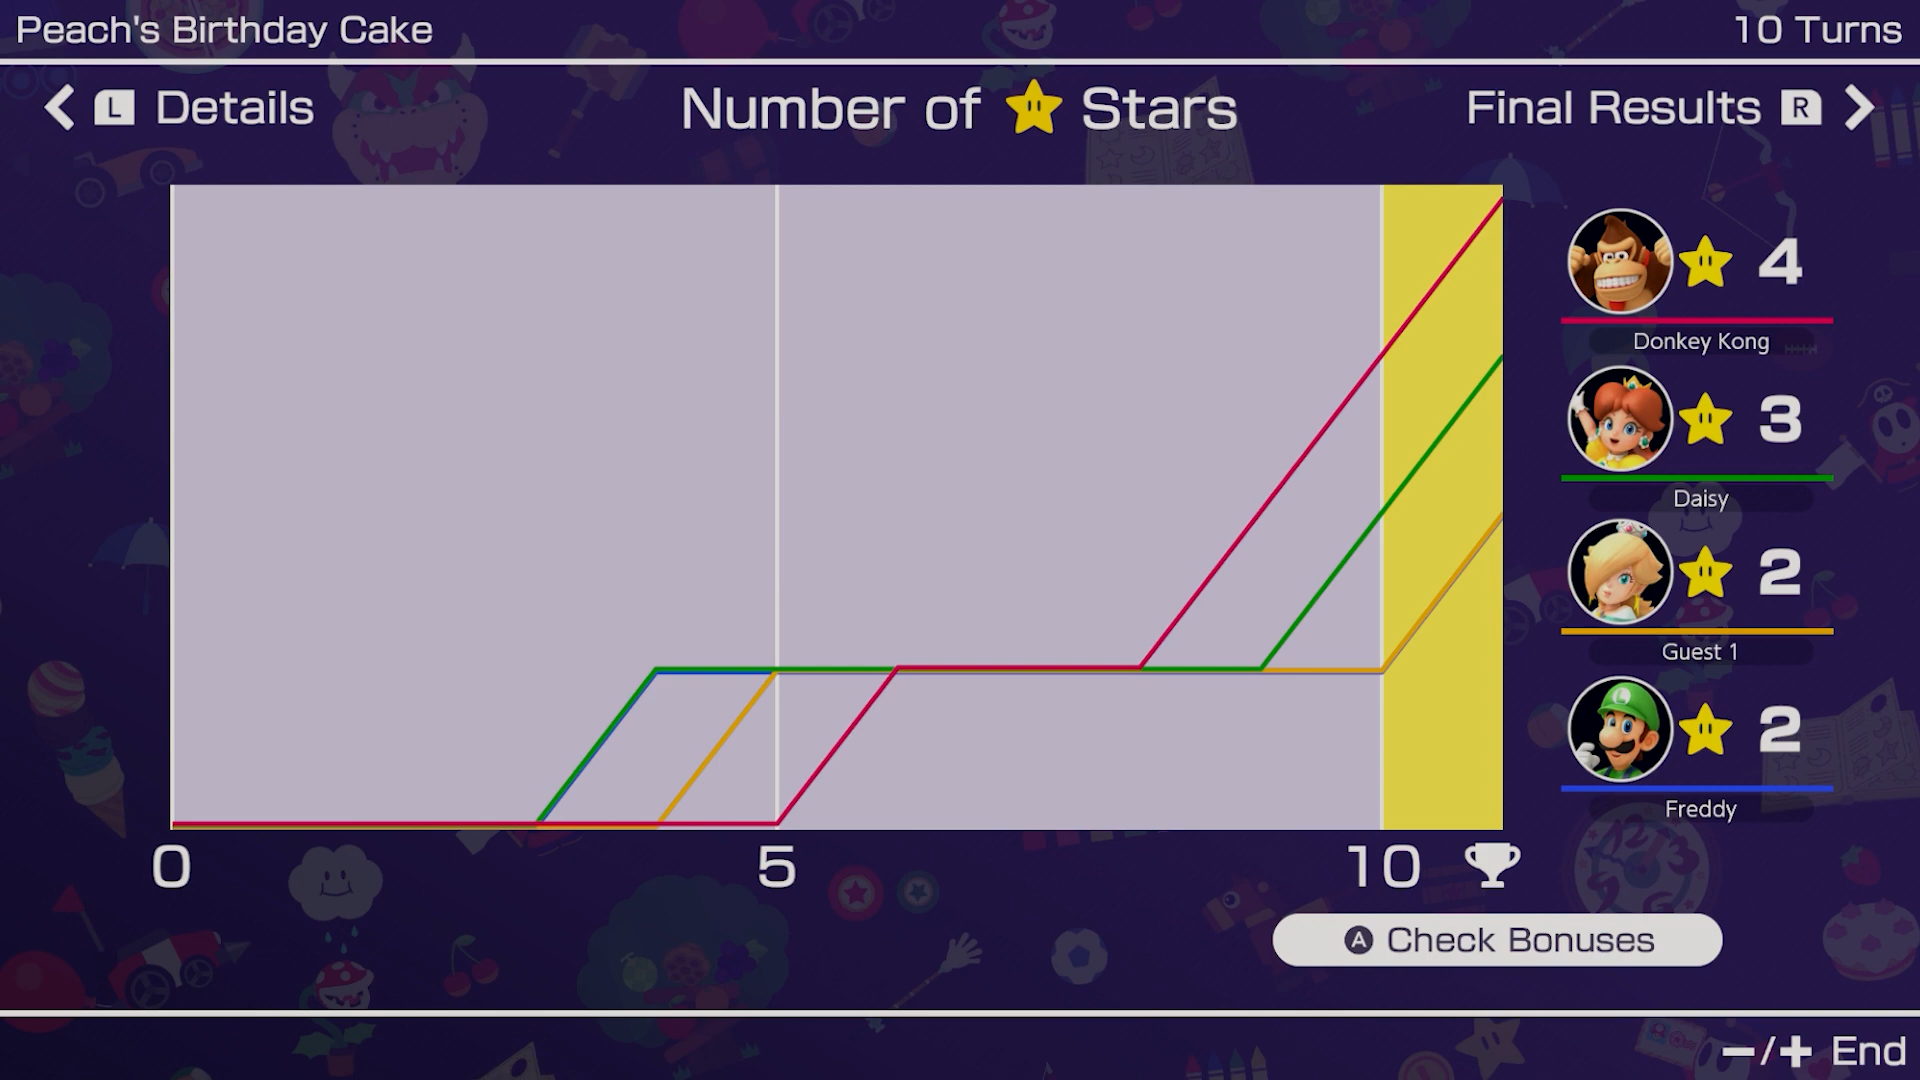 Peach's Birthday Cake
10 Turns
L Details
Number of Stars
Final Results R
4
Donkey Kong
3
Daisy
2
Guest 1
2
Freddy
0
5
10
A Check Bonuses
−/+ End